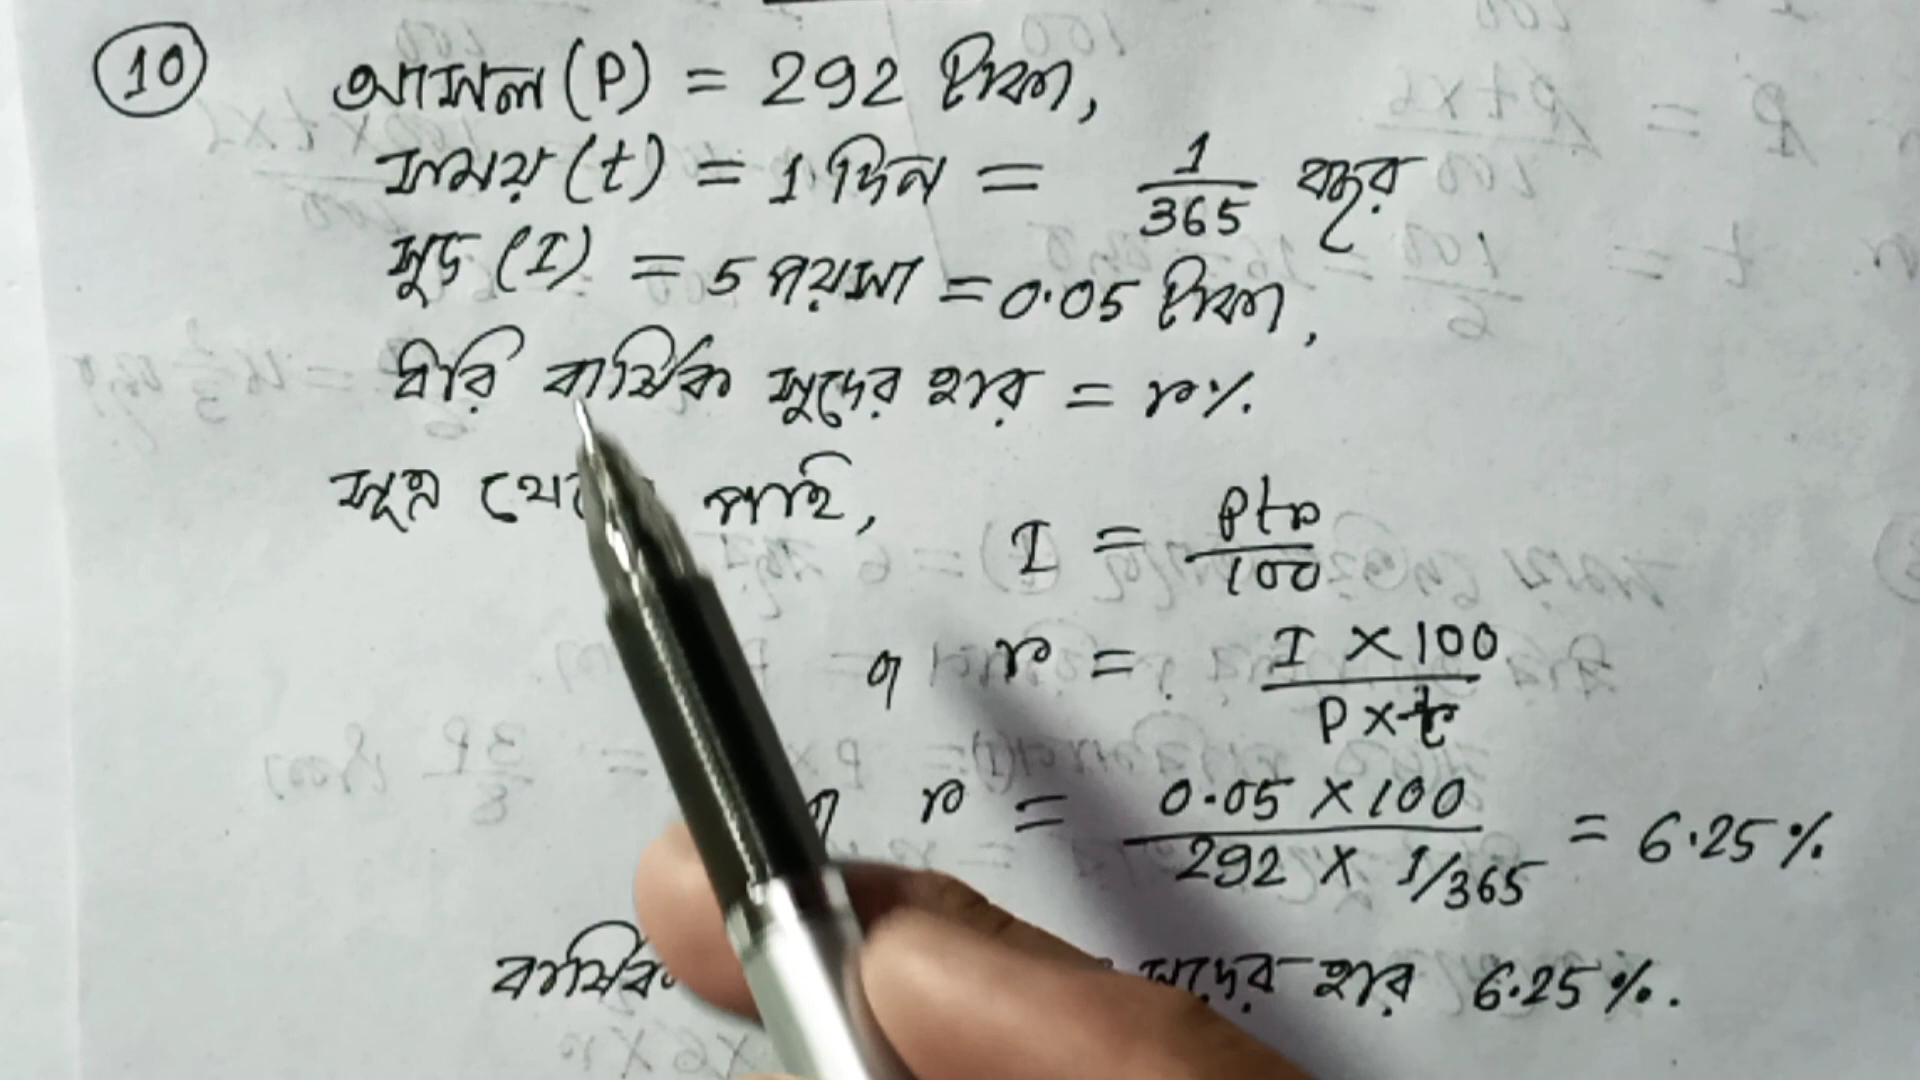 10 আসল (P) = 292 টাকা,
সময় (t) = 1 দিন = 1/365 বছর
সুদ (I) = 5 পয়সা = 0.05 টাকা,
ধরি বার্ষিক সুদের হার = r%.
সূত্র পাই, I = Ptr/100
বা r = I × 100 / P × t
বা r = 0.05 × 100 / 292 × 1/365 = 6.25%
বার্ষিক সুদের হার 6.25%.